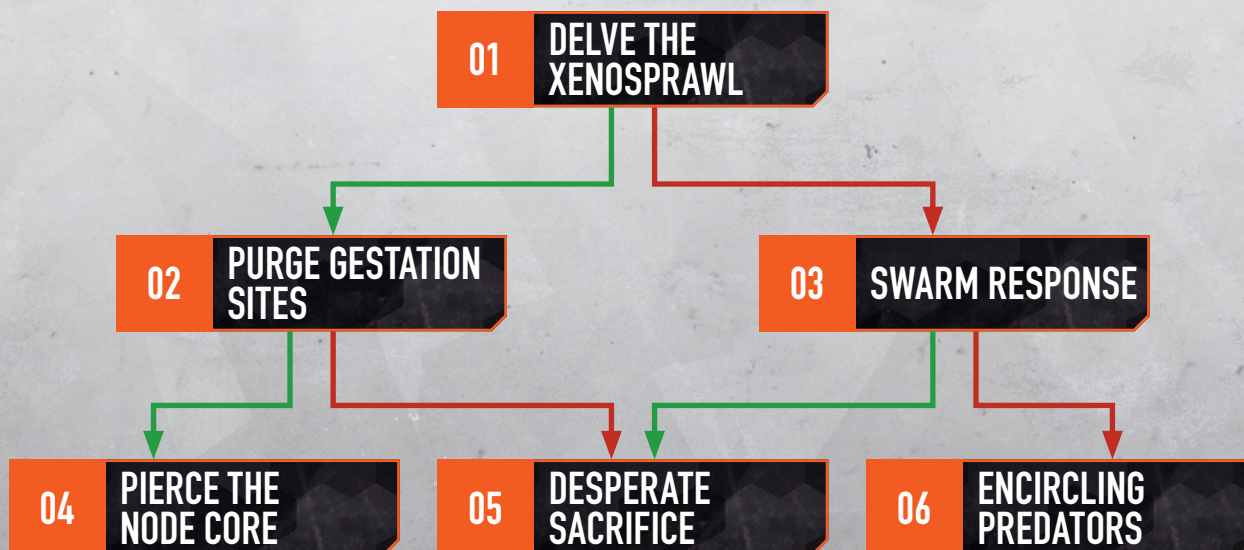 01
DELVE THE
XENOSPRAWL
02
PURGE GESTATION
SITES
03
SWARM RESPONSE
04
PIERCE THE
NODE CORE
05
DESPERATE
SACRIFICE
06
ENCIRCLING
PREDATORS